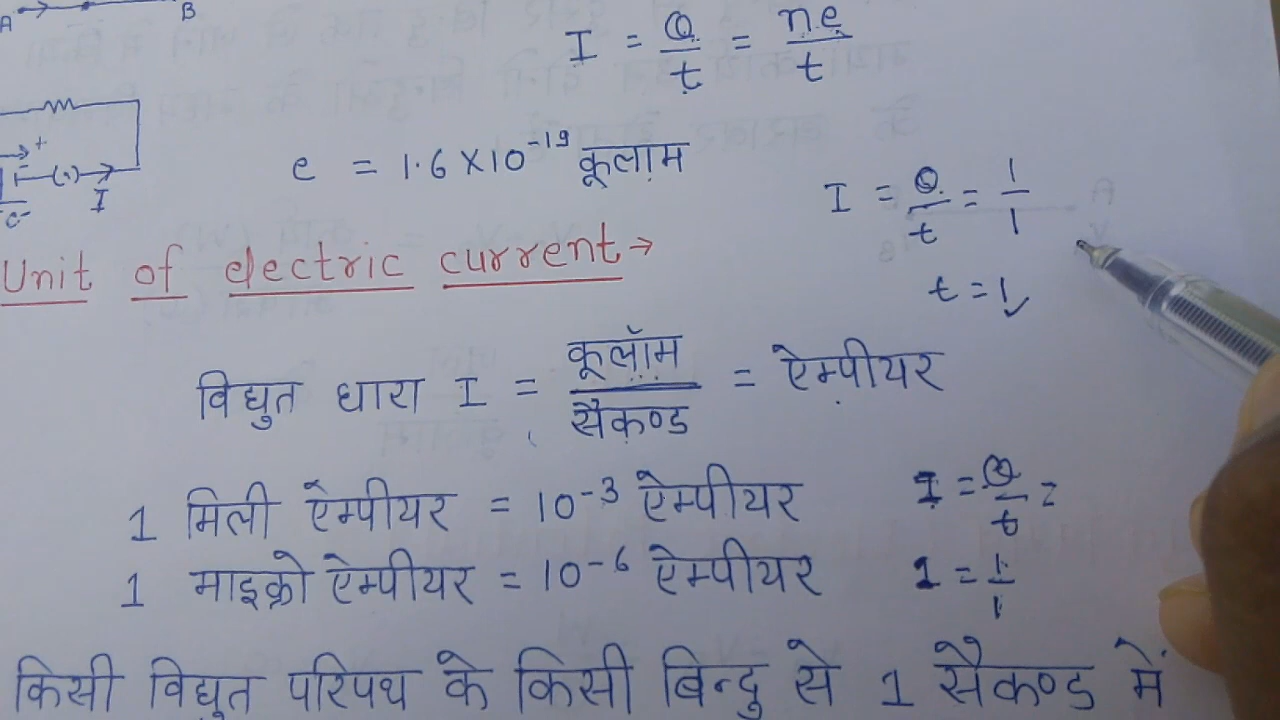 A B
I = Q/t = ne/t
e = 1.6×10⁻¹⁹ कूलाम
+
I
e-
I = Q/t = 1/1
Unit of electric current→
t = 1✓
विद्युत धारा I = कूलॉम/सैकण्ड = ऐम्पीयर
1 मिली ऐम्पीयर = 10⁻³ ऐम्पीयर
I = Q/t =
1 माइक्रो ऐम्पीयर = 10⁻⁶ ऐम्पीयर
1 = 1/1
किसी विद्युत परिपथ के किसी बिन्दु से 1 सैकण्ड में